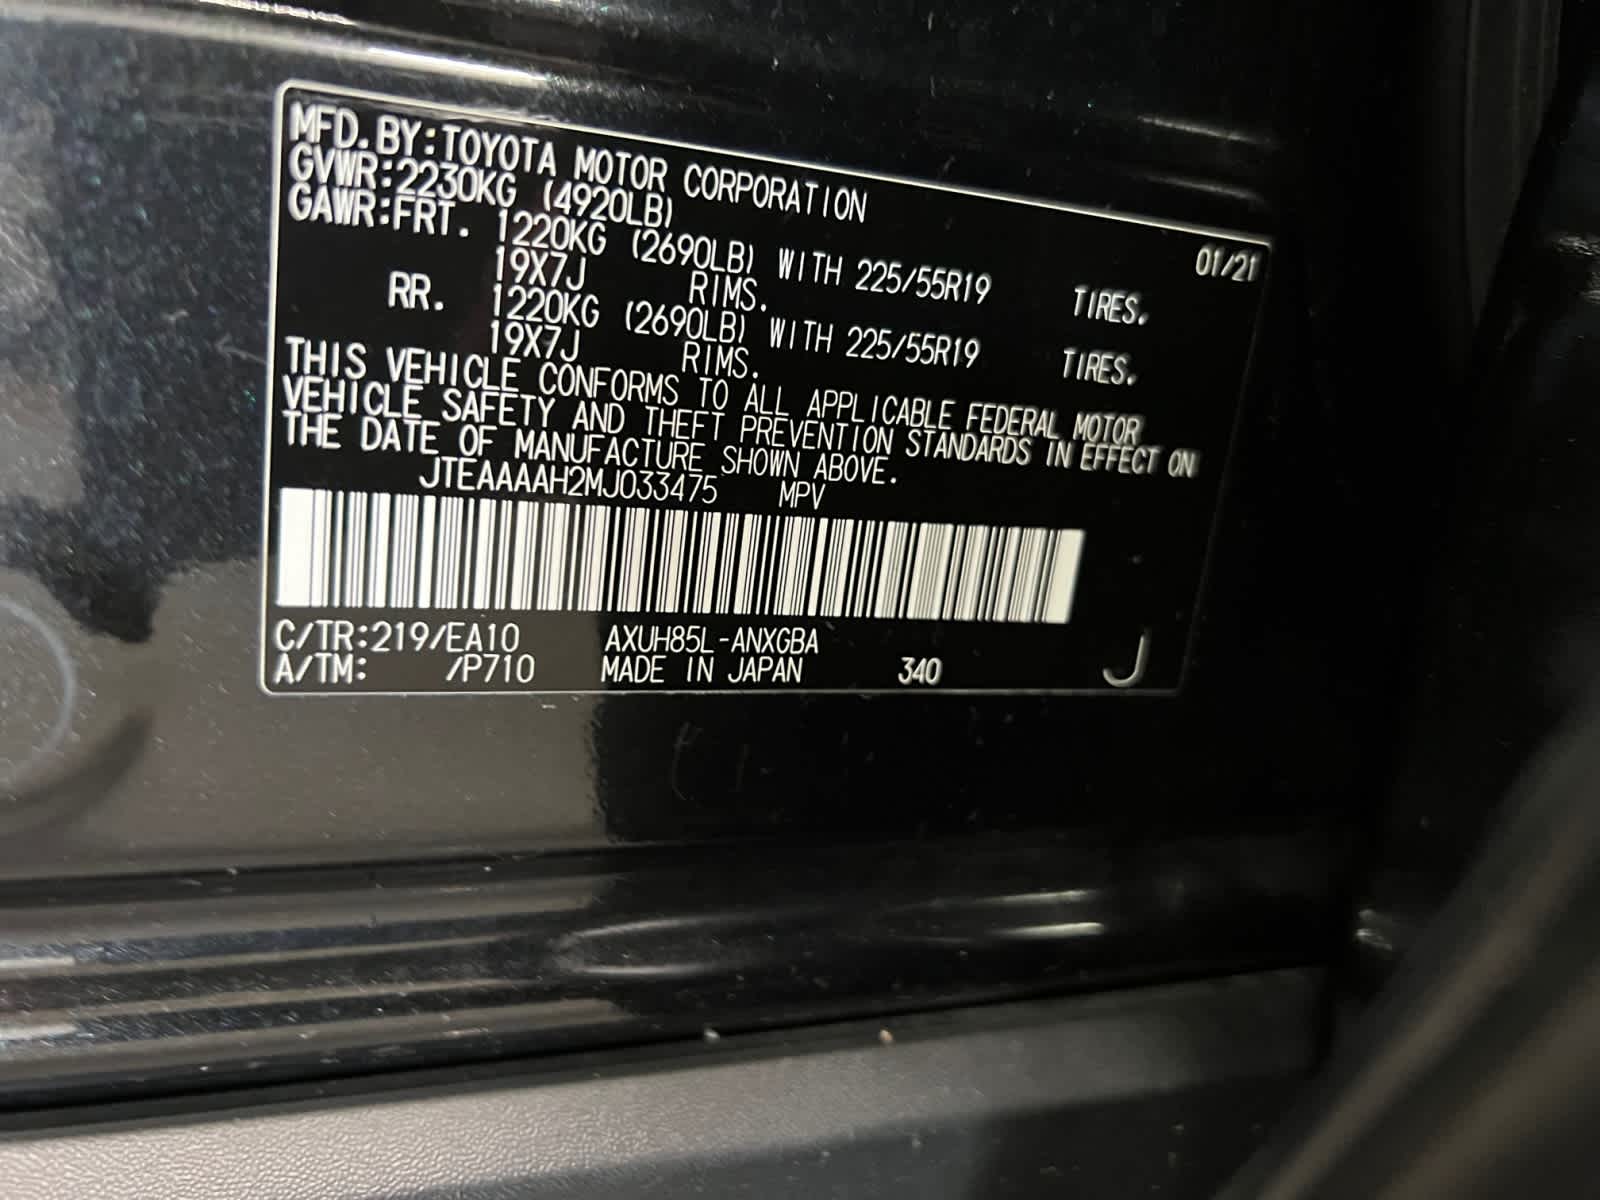 MFD.BY:TOYOTA MOTOR CORPORATION 01/21
GVWR:2230KG (4920LB)
GAWR:FRT. 1220KG (2690LB) WITH 225/55R19 TIRES.
19X7J RIMS.
RR. 1220KG (2690LB) WITH 225/55R19 TIRES.
19X7J RIMS.
THIS VEHICLE CONFORMS TO ALL APPLICABLE FEDERAL MOTOR
VEHICLE SAFETY AND THEFT PREVENTION STANDARDS IN EFFECT ON
THE DATE OF MANUFACTURE SHOWN ABOVE.
JTEAAAAH2MJ033475 MPV
C/TR:219/EA10 AXUH85L-ANXGBA
A/TM: /P710 MADE IN JAPAN 340 J